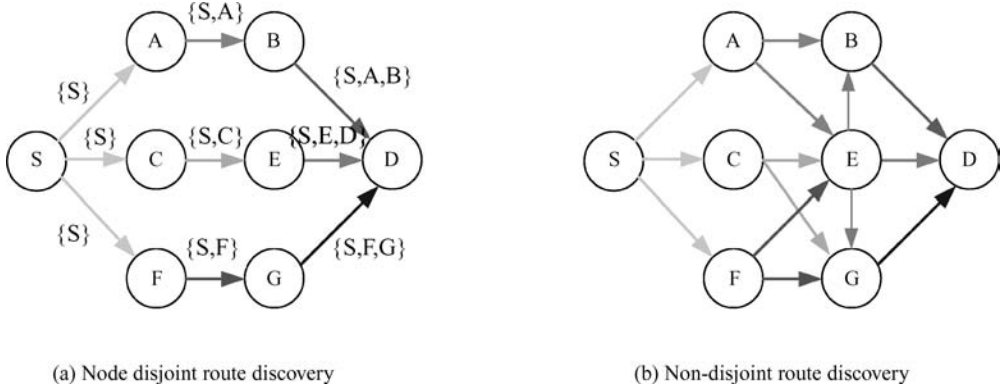 {S,A}
A
B
{S}
{S,A,B}
{S}
{S,C}
{S,E,D}
S
C
E
D
{S}
{S,F}
{S,F,G}
F
G
(a) Node disjoint route discovery
A
B
S
C
E
D
F
G
(b) Non-disjoint route discovery